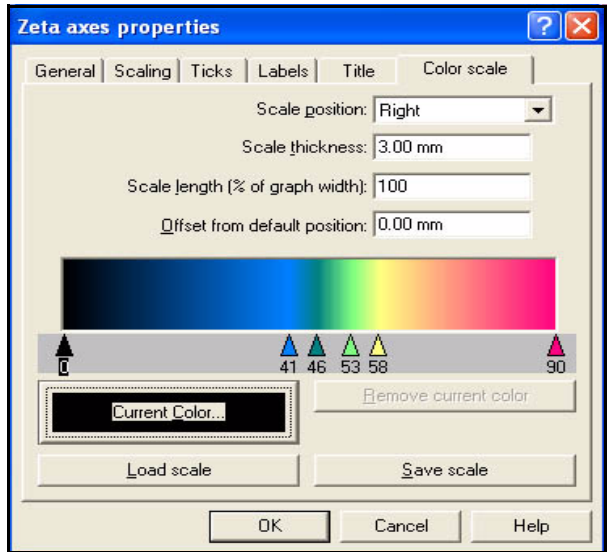 Zeta axes properties
General Scaling Ticks Labels Title Color scale
Scale position: Right
Scale thickness: 3.00 mm
Scale length (% of graph width): 100
Offset from default position: 0.00 mm
0 41 46 53 58 90
Current Color... Remove current color
Load scale Save scale
OK Cancel Help